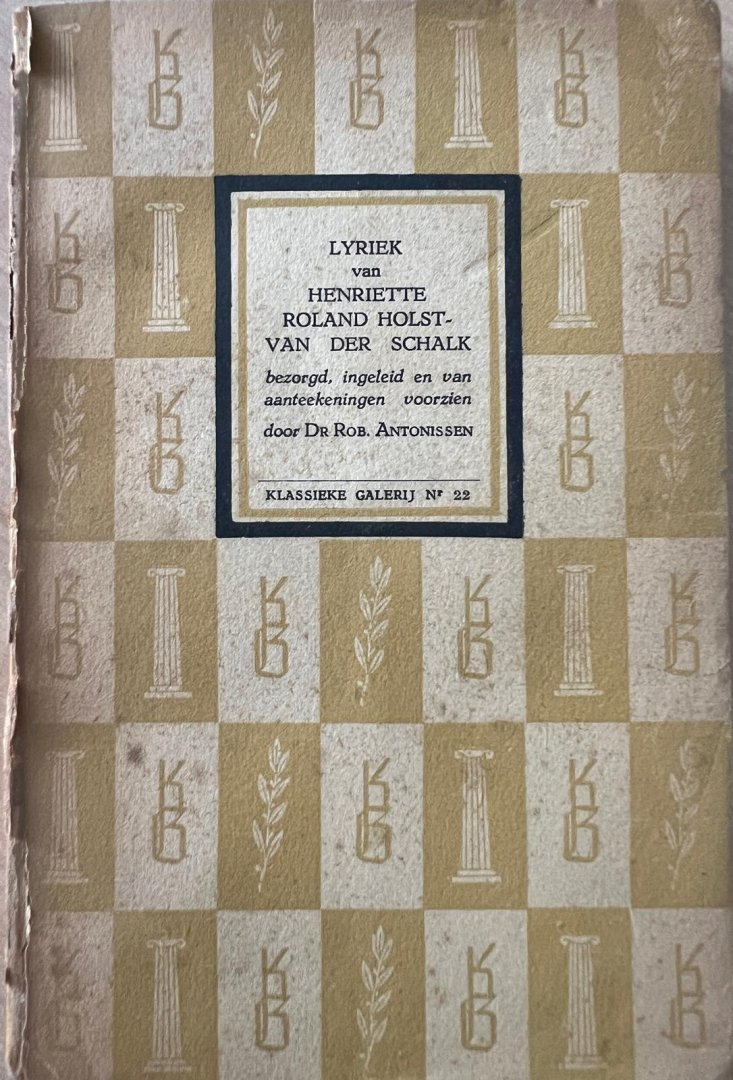 LYRIEK
van
HENRIETTE
ROLAND HOLST-
VAN DER SCHALK
bezorgd, ingeleid en van
aanteekeningen voorzien
door DR ROB. ANTONISSEN
KLASSIEKE GALERIJ Nr 22